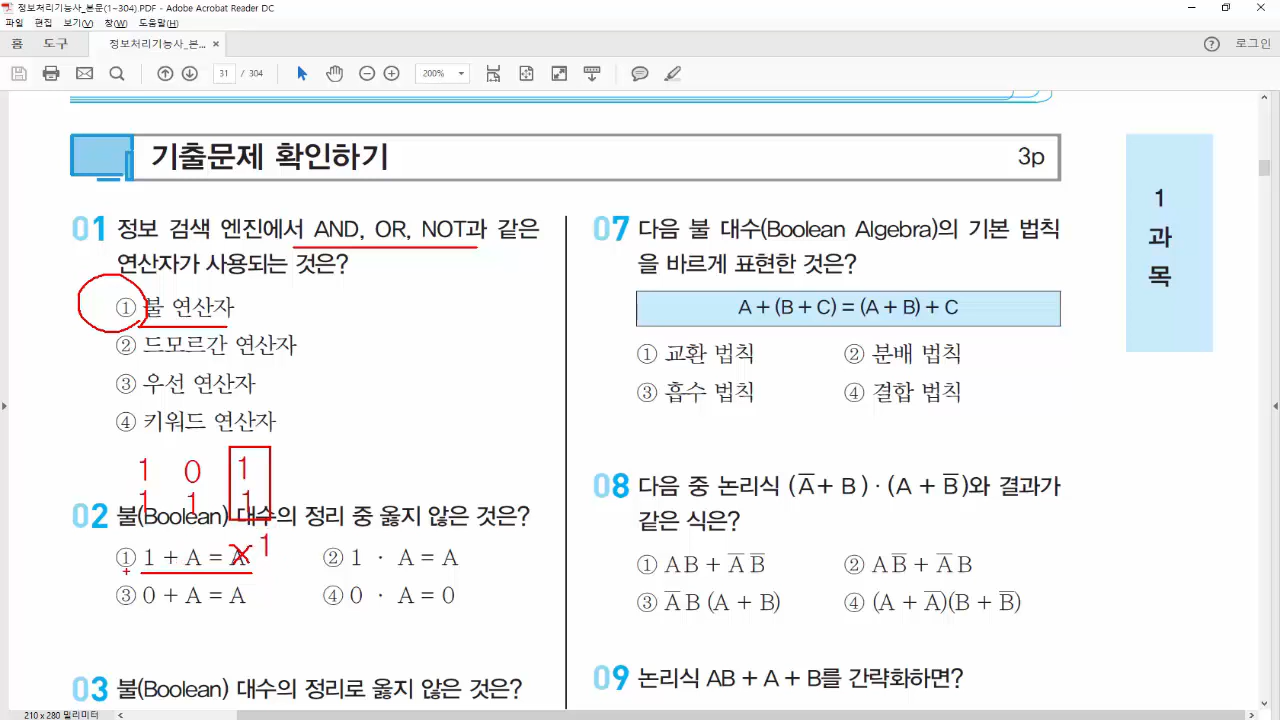 정보처리기능사_본문(1~304).PDF - Adobe Acrobat Reader DC
파일 편집 보기(V) 창(W) 도움말(H)
홈 도구 정보처리기능사_본... × 로그인
31 / 304 200%
기출문제 확인하기 3p
01 정보 검색 엔진에서 AND, OR, NOT과 같은
연산자가 사용되는 것은?
① 불 연산자
② 드모르간 연산자
③ 우선 연산자
④ 키워드 연산자
1 0 1
1 1 1
02 불(Boolean) 대수의 정리 중 옳지 않은 것은?
① 1 + A = A 1 ② 1 · A = A
+
③ 0 + A = A ④ 0 · A = 0
03 불(Boolean) 대수의 정리로 옳지 않은 것은?
07 다음 불 대수(Boolean Algebra)의 기본 법칙
을 바르게 표현한 것은?
A + (B + C) = (A + B) + C
① 교환 법칙 ② 분배 법칙
③ 흡수 법칙 ④ 결합 법칙
08 다음 중 논리식 (A̅ + B) · (A + B̅)와 결과가
같은 식은?
① AB + A̅ B̅ ② AB̅ + A̅ B
③ A̅ B (A + B) ④ (A + A̅)(B + B̅)
09 논리식 AB + A + B를 간략화하면?
1
과
목
210 x 280 밀리미터